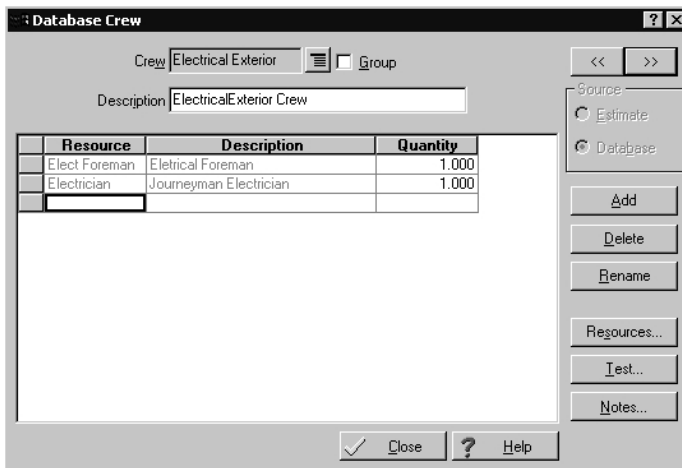 Database Crew
Crew Electrical Exterior Group << >>
Source
Description ElectricalExterior Crew
Estimate
Database
Resource Description Quantity
Elect Foreman Eletrical Foreman 1.000
Electrician Journeyman Electrician 1.000
Add
Delete
Rename
Resources...
Test...
Notes...
Close ? Help